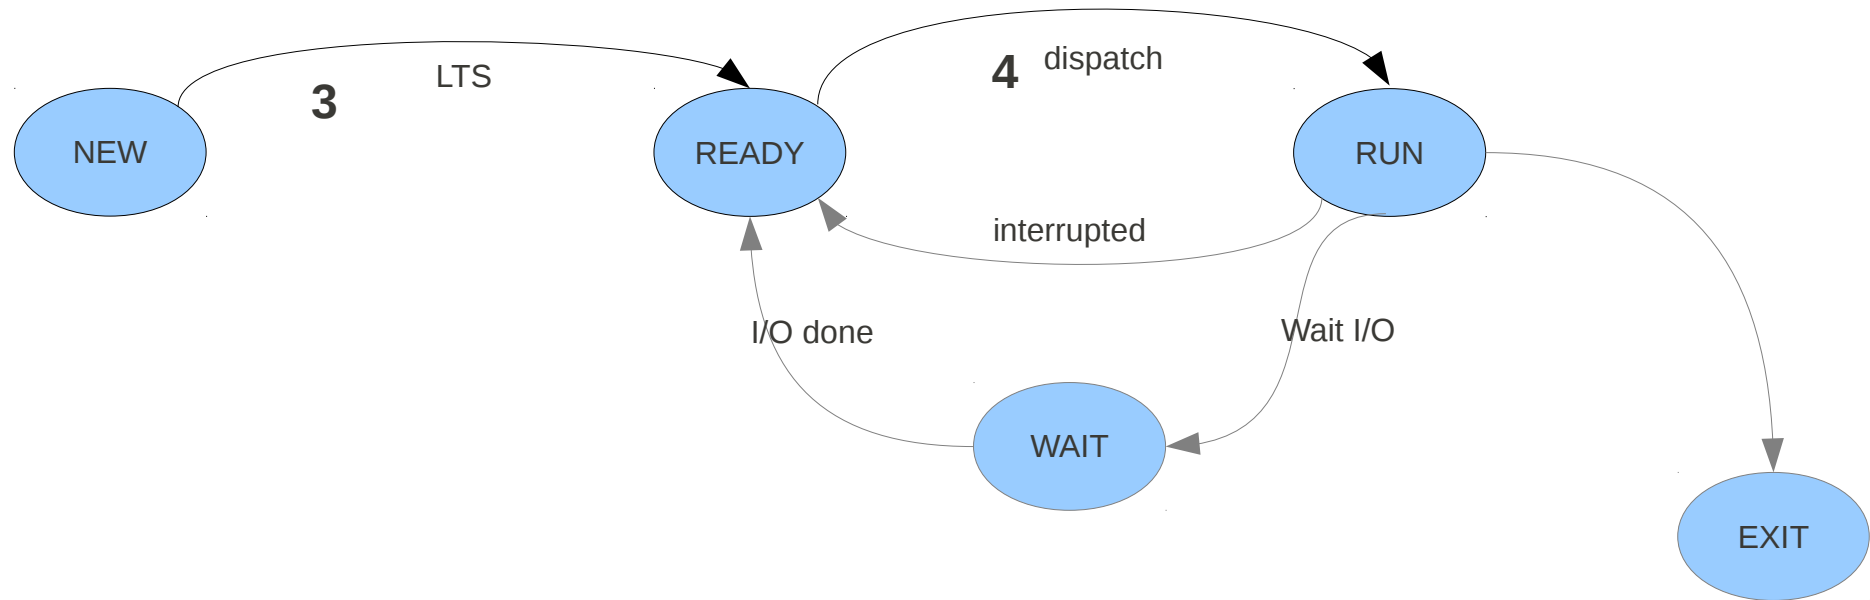 LTS
3
4
dispatch
NEW
READY
RUN
interrupted
I/O done
Wait I/O
WAIT
EXIT